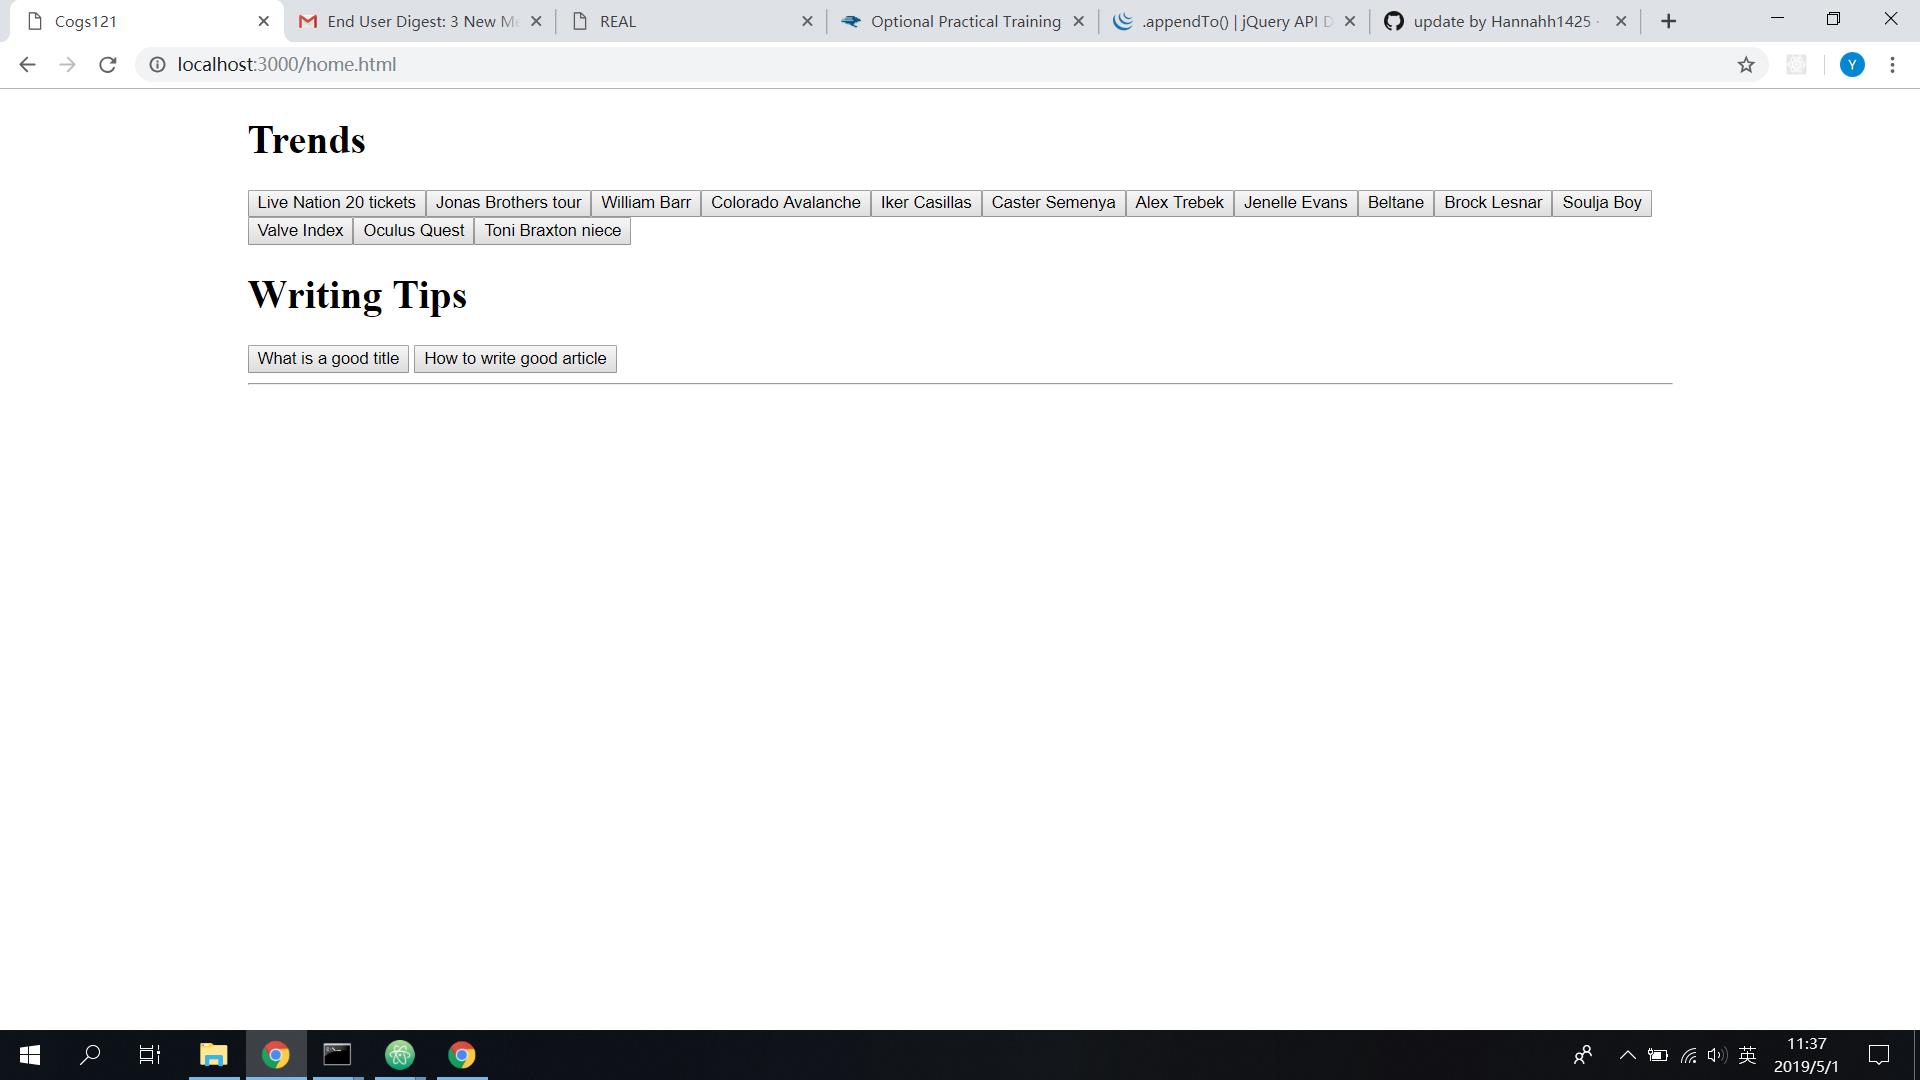 Cogs121
End User Digest: 3 New Me
REAL
Optional Practical Training
.appendTo() | jQuery API D
update by Hannahh1425 ·
localhost:3000/home.html
Y
Trends
Live Nation 20 tickets Jonas Brothers tour William Barr Colorado Avalanche Iker Casillas Caster Semenya Alex Trebek Jenelle Evans Beltane Brock Lesnar Soulja Boy
Valve Index Oculus Quest Toni Braxton niece
Writing Tips
What is a good title How to write good article
英
11:37
2019/5/1